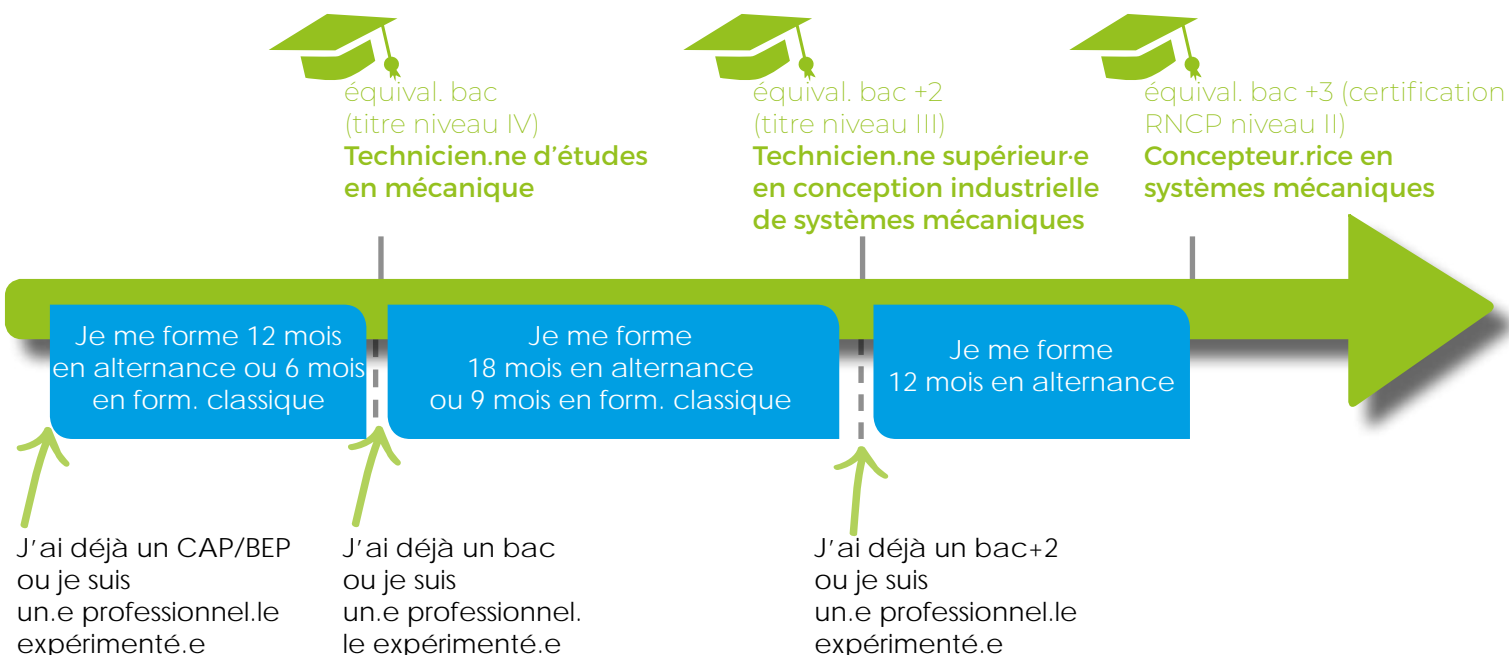 équival. bac
(titre niveau IV)
Technicien.ne d'études
en mécanique
équival. bac +2
(titre niveau III)
Technicien.ne supérieur·e
en conception industrielle
de systèmes mécaniques
équival. bac +3 (certification
RNCP niveau II)
Concepteur.rice en
systèmes mécaniques
Je me forme 12 mois
en alternance ou 6 mois
en form. classique
Je me forme
18 mois en alternance
ou 9 mois en form. classique
Je me forme
12 mois en alternance
J'ai déjà un CAP/BEP
ou je suis
un.e professionnel.le
expérimenté.e
J'ai déjà un bac
ou je suis
un.e professionnel.
le expérimenté.e
J'ai déjà un bac+2
ou je suis
un.e professionnel.le
expérimenté.e